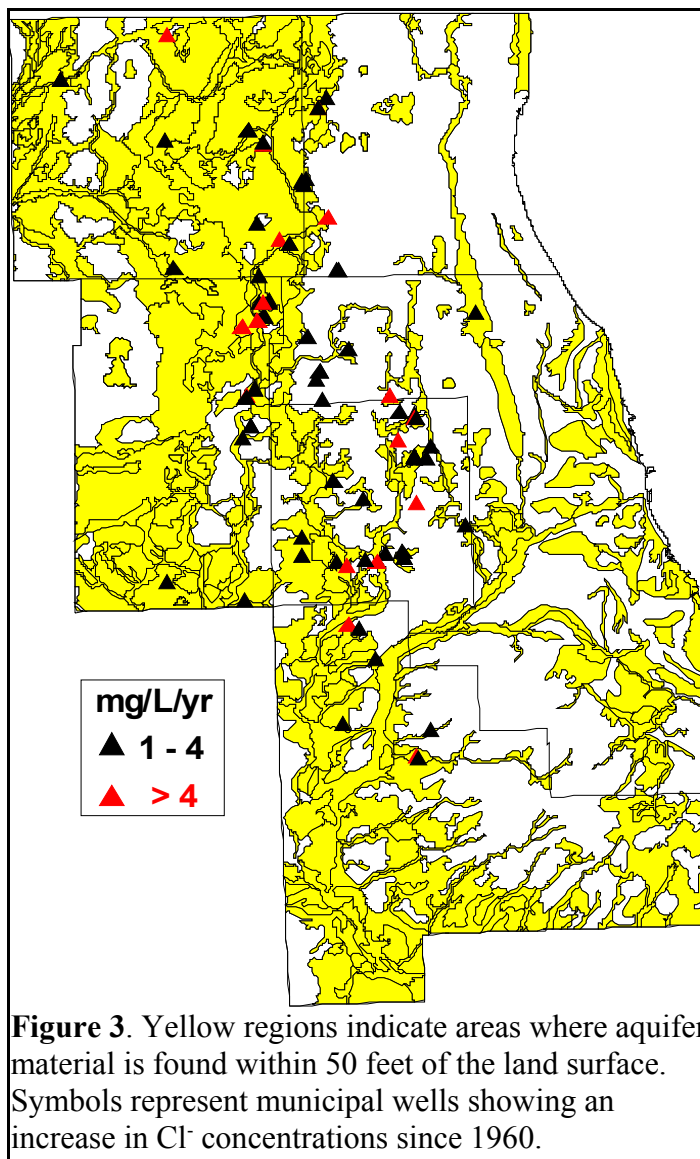 mg/L/yr
1 - 4
> 4
Figure 3. Yellow regions indicate areas where aquifer
material is found within 50 feet of the land surface.
Symbols represent municipal wells showing an
increase in Cl⁻ concentrations since 1960.